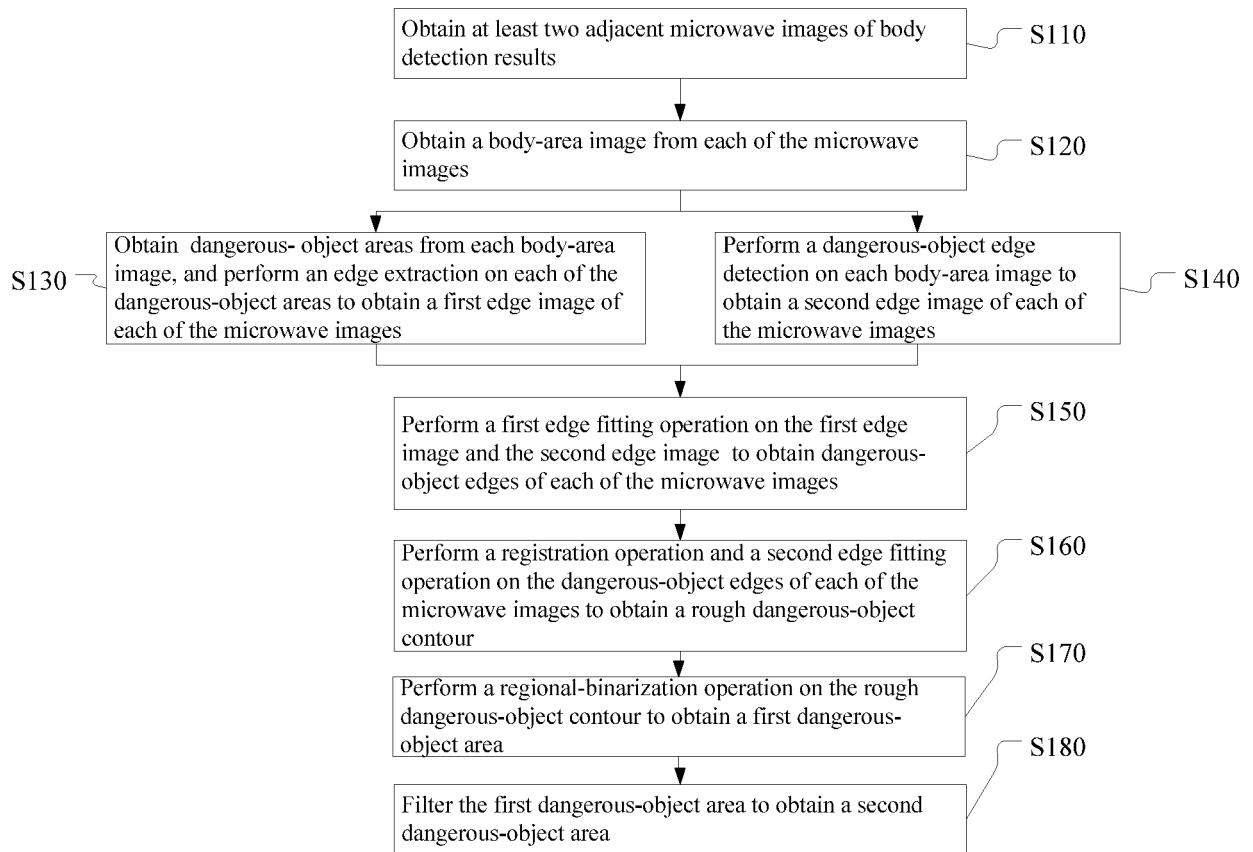 Obtain at least two adjacent microwave images of body
detection results
S110
Obtain a body-area image from each of the microwave
images
S120
S130
Obtain dangerous- object areas from each body-area
image, and perform an edge extraction on each of the
dangerous-object areas to obtain a first edge image of
each of the microwave images
Perform a dangerous-object edge
detection on each body-area image to
obtain a second edge image of each of
the microwave images
S140
Perform a first edge fitting operation on the first edge
image and the second edge image to obtain dangerous-
object edges of each of the microwave images
S150
Perform a registration operation and a second edge fitting
operation on the dangerous-object edges of each of the
microwave images to obtain a rough dangerous-object
contour
S160
Perform a regional-binarization operation on the rough
dangerous-object contour to obtain a first dangerous-
object area
S170
Filter the first dangerous-object area to obtain a second
dangerous-object area
S180